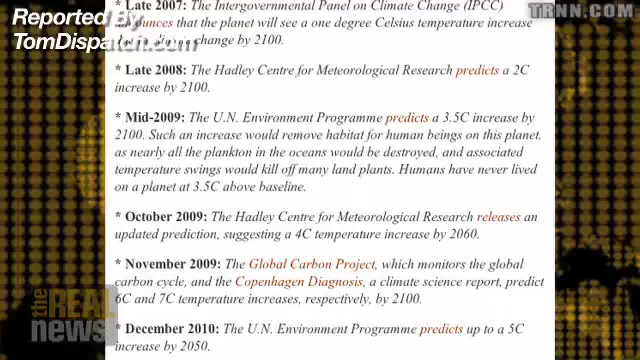 * Late 2007: The Intergovernmental Panel on Climate Change (IPCC)
TRNN.COM
Reported By
that the planet will see a one degree Celsius temperature increase
TomDispatch.com
change by 2100.
* Late 2008: The Hadley Centre for Meteorological Research predicts a 2C
increase by 2100.
* Mid-2009: The U.N. Environment Programme predicts a 3.5C increase by
2100. Such an increase would remove habitat for human beings on this planet,
as nearly all the plankton in the oceans would be destroyed, and associated
temperature swings would kill off many land plants. Humans have never lived
on a planet at 3.5C above baseline.
* October 2009: The Hadley Centre for Meteorological Research releases an
updated prediction, suggesting a 4C temperature increase by 2060.
* November 2009: The Global Carbon Project, which monitors the global
carbon cycle, and the Copenhagen Diagnosis, a climate science report, predict
6C and 7C temperature increases, respectively, by 2100.
the REAL
news
* December 2010: The U.N. Environment Programme predicts up to a 5C
increase by 2050.